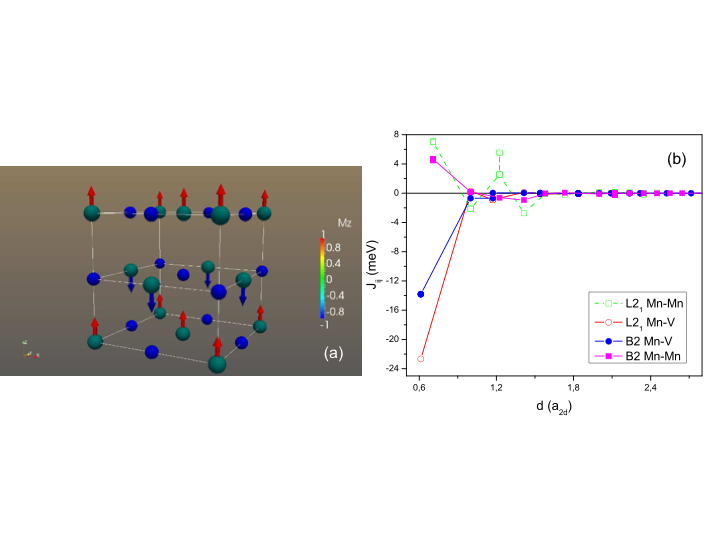 Mz
1
0.8
0.4
0
-0.4
-0.8
-1
(a)
8
4
0
-4
-8
-12
-16
-20
-24
J_ij (meV)
(b)
L2_1 Mn-Mn
L2_1 Mn-V
B2 Mn-V
B2 Mn-Mn
0,6
1,2
1,8
2,4
d (a_2d)